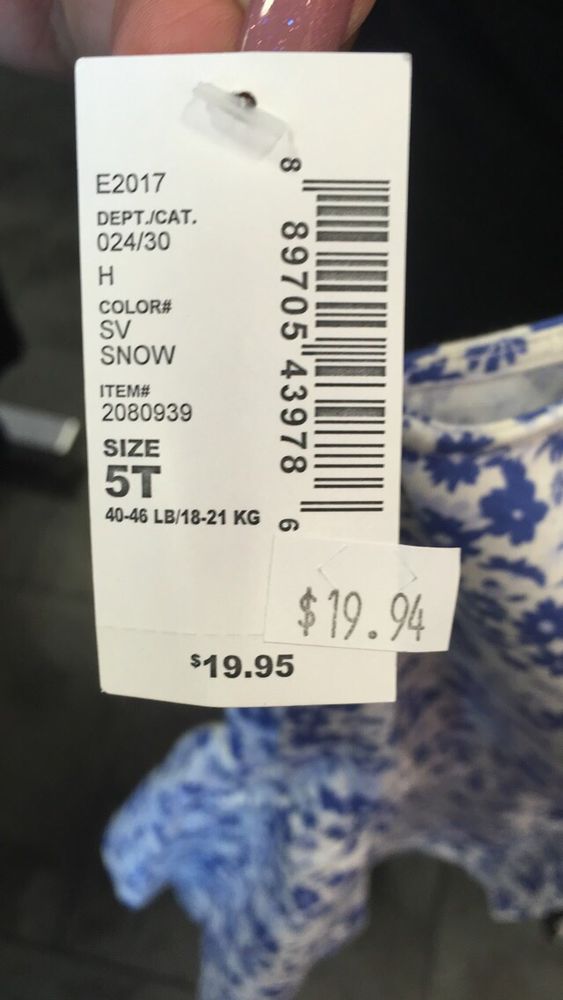 E2017
DEPT./CAT.
024/30
H
COLOR#
SV
SNOW
ITEM#
2080939
SIZE
5T
40-46 LB/18-21 KG
8 89705 43978 6
$19.94
$19.95